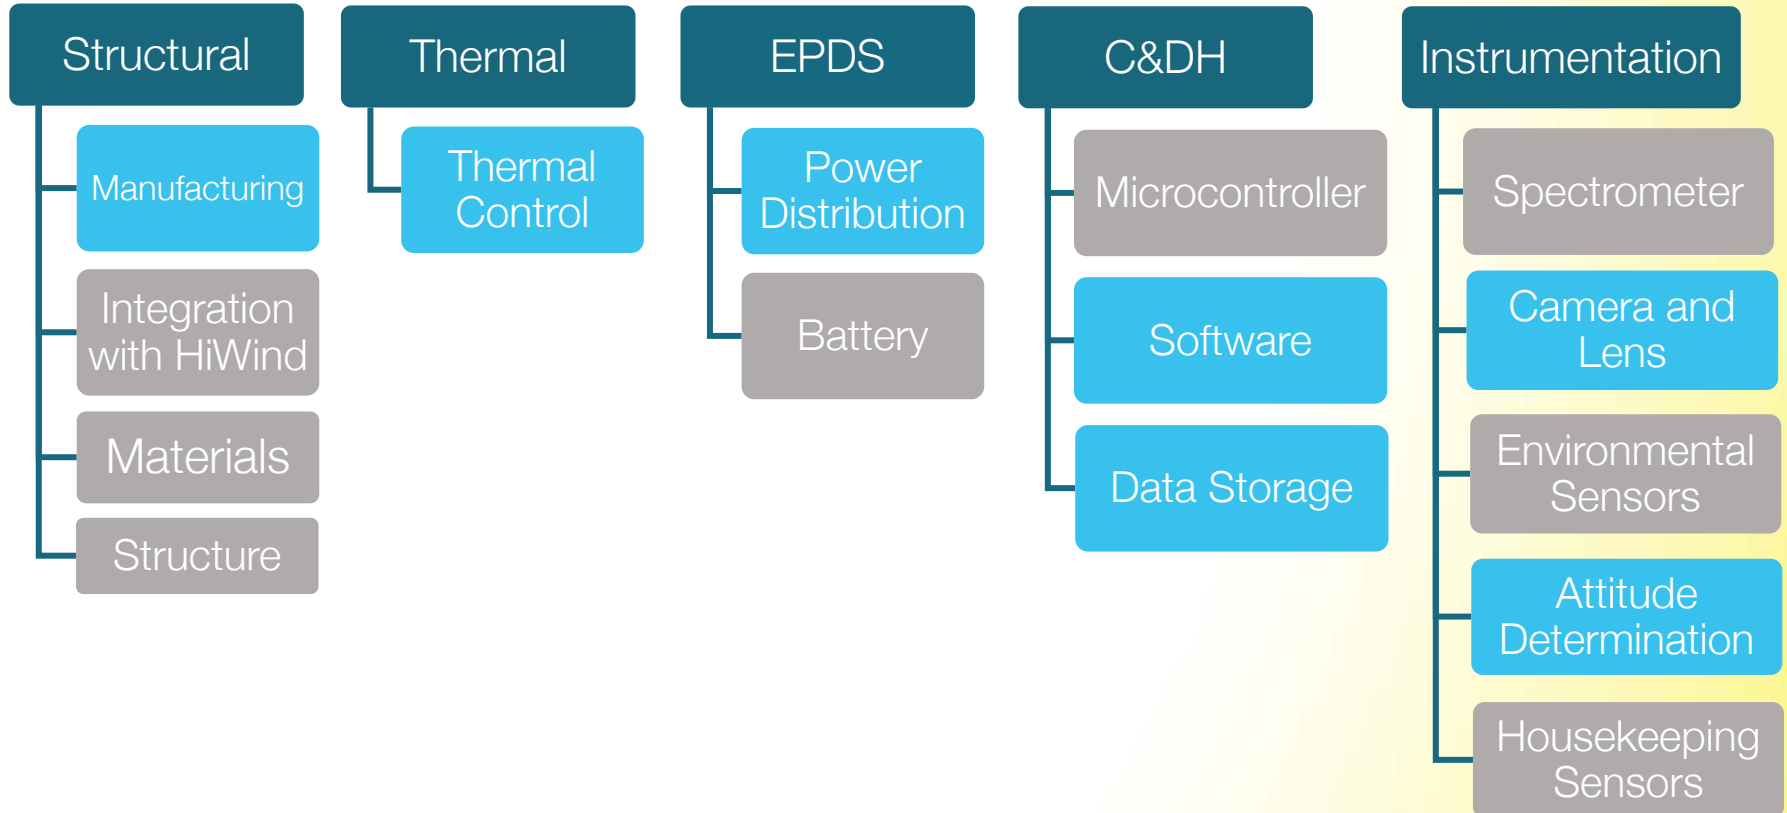 Structural
Manufacturing
Integration
with HiWind
Materials
Structure
Thermal
Thermal
Control
EPDS
Power
Distribution
Battery
C&DH
Microcontroller
Software
Data Storage
Instrumentation
Spectrometer
Camera and
Lens
Environmental
Sensors
Attitude
Determination
Housekeeping
Sensors